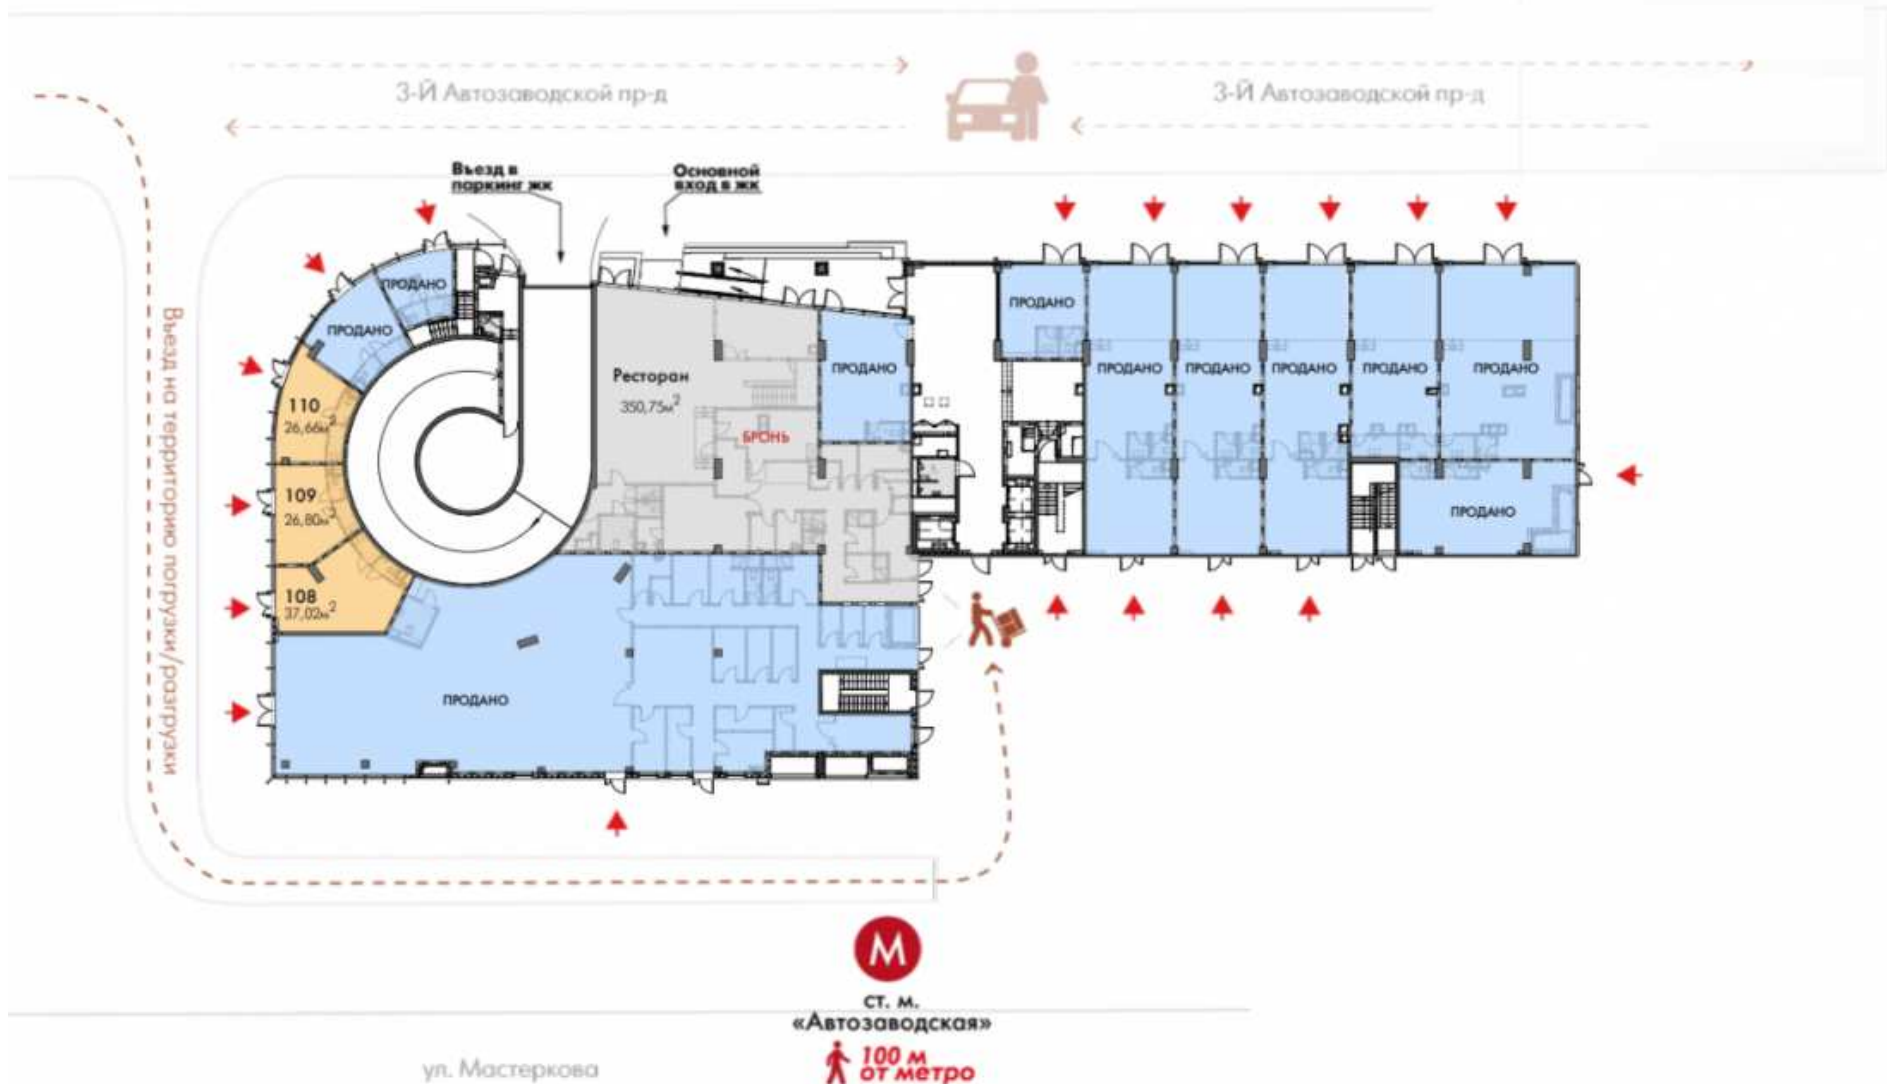 3-Й Автозаводской пр-д
3-Й Автозаводской пр-д
Въезд в
паркинг жк
Основной
вход в жк
ПРОДАНО
ПРОДАНО
ПРОДАНО
Ресторан
350,75м²
ПРОДАНО
ПРОДАНО
ПРОДАНО
ПРОДАНО
ПРОДАНО
ПРОДАНО
110
26,66м²
БРОНЬ
109
26,80м²
ПРОДАНО
108
37,02м²
ПРОДАНО
Въезд на территорию погрузки/разгрузки
М
ст. м.
«Автозаводская»
100 м
от метро
ул. Мастеркова